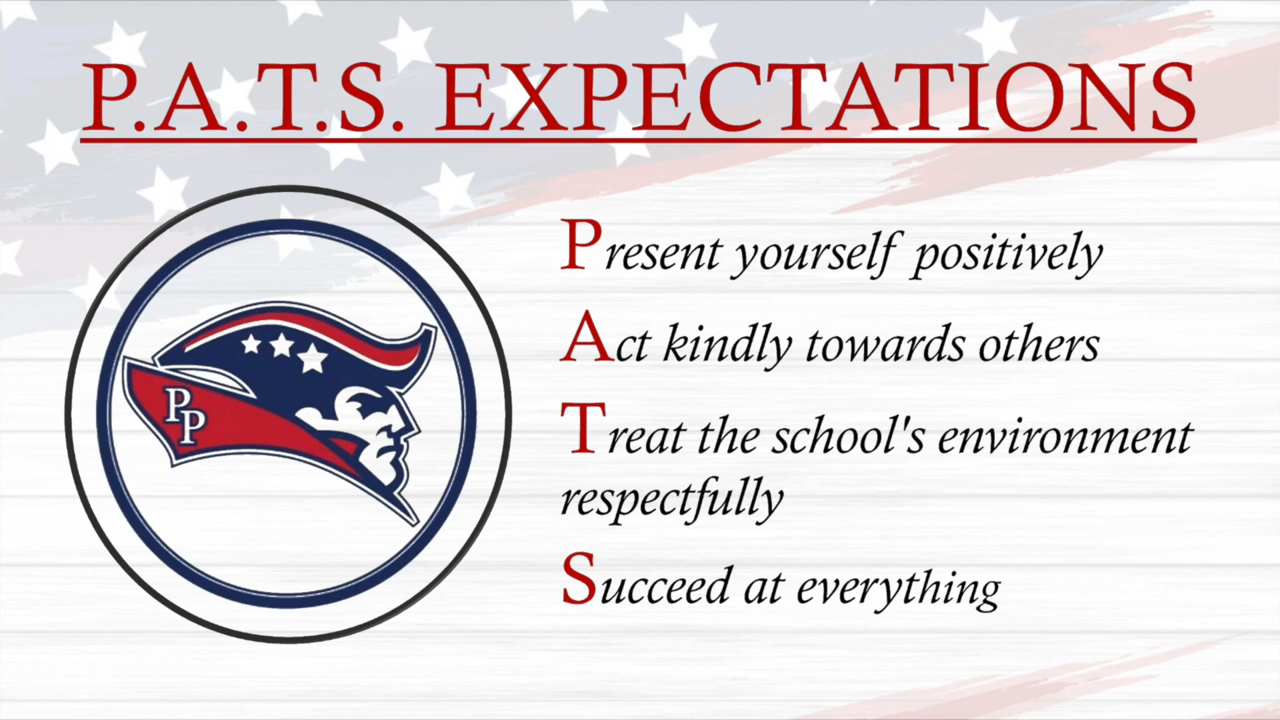 P.A.T.S. EXPECTATIONS
PP
Present yourself positively
Act kindly towards others
Treat the school's environment
respectfully
Succeed at everything